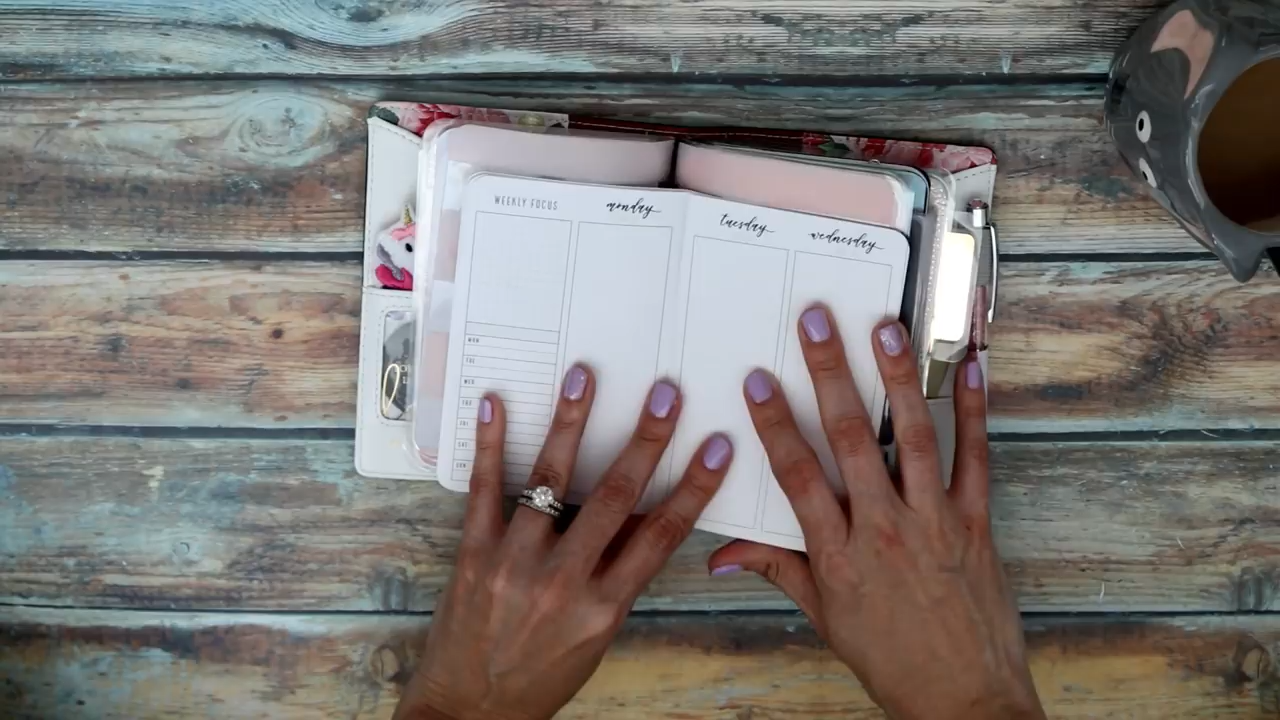 WEEKLY FOCUS
monday
tuesday
wednesday
MON
TUE
WED
THU
FRI
SAT
SUN